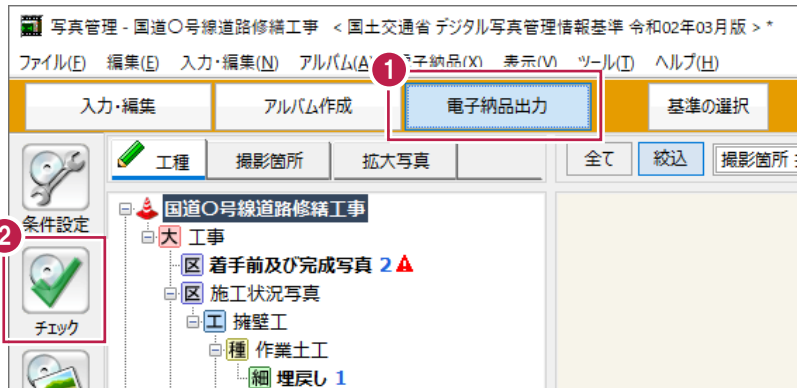 写真管理 - 国道〇号線道路修繕工事 < 国土交通省 デジタル写真管理情報基準 令和02年03月版 > *
ファイル(F) 編集(E) 入力・編集(N) アルバム(A) 電子納品(X) 表示(V) ツール(T) ヘルプ(H)
1
入力・編集 アルバム作成 電子納品出力 基準の選択
工種 撮影箇所 拡大写真 全て 絞込 撮影箇所
条件設定
国道〇号線道路修繕工事
2
大 工事
区 着手前及び完成写真 2
区 施工状況写真
チェック
工 擁壁工
種 作業土工
細 埋戻し 1